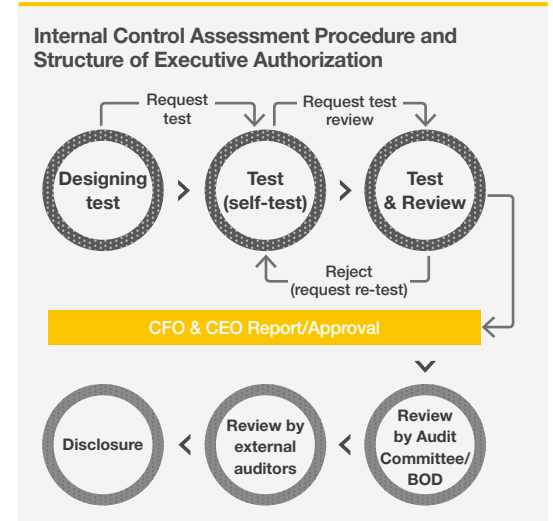 Internal Control Assessment Procedure and
Structure of Executive Authorization
Request
test
Request test
review
Designing
test
Test
(self-test)
Test
& Review
Reject
(request re-test)
CFO & CEO Report/Approval
Disclosure
Review by
external
auditors
Review
by Audit
Committee/
BOD